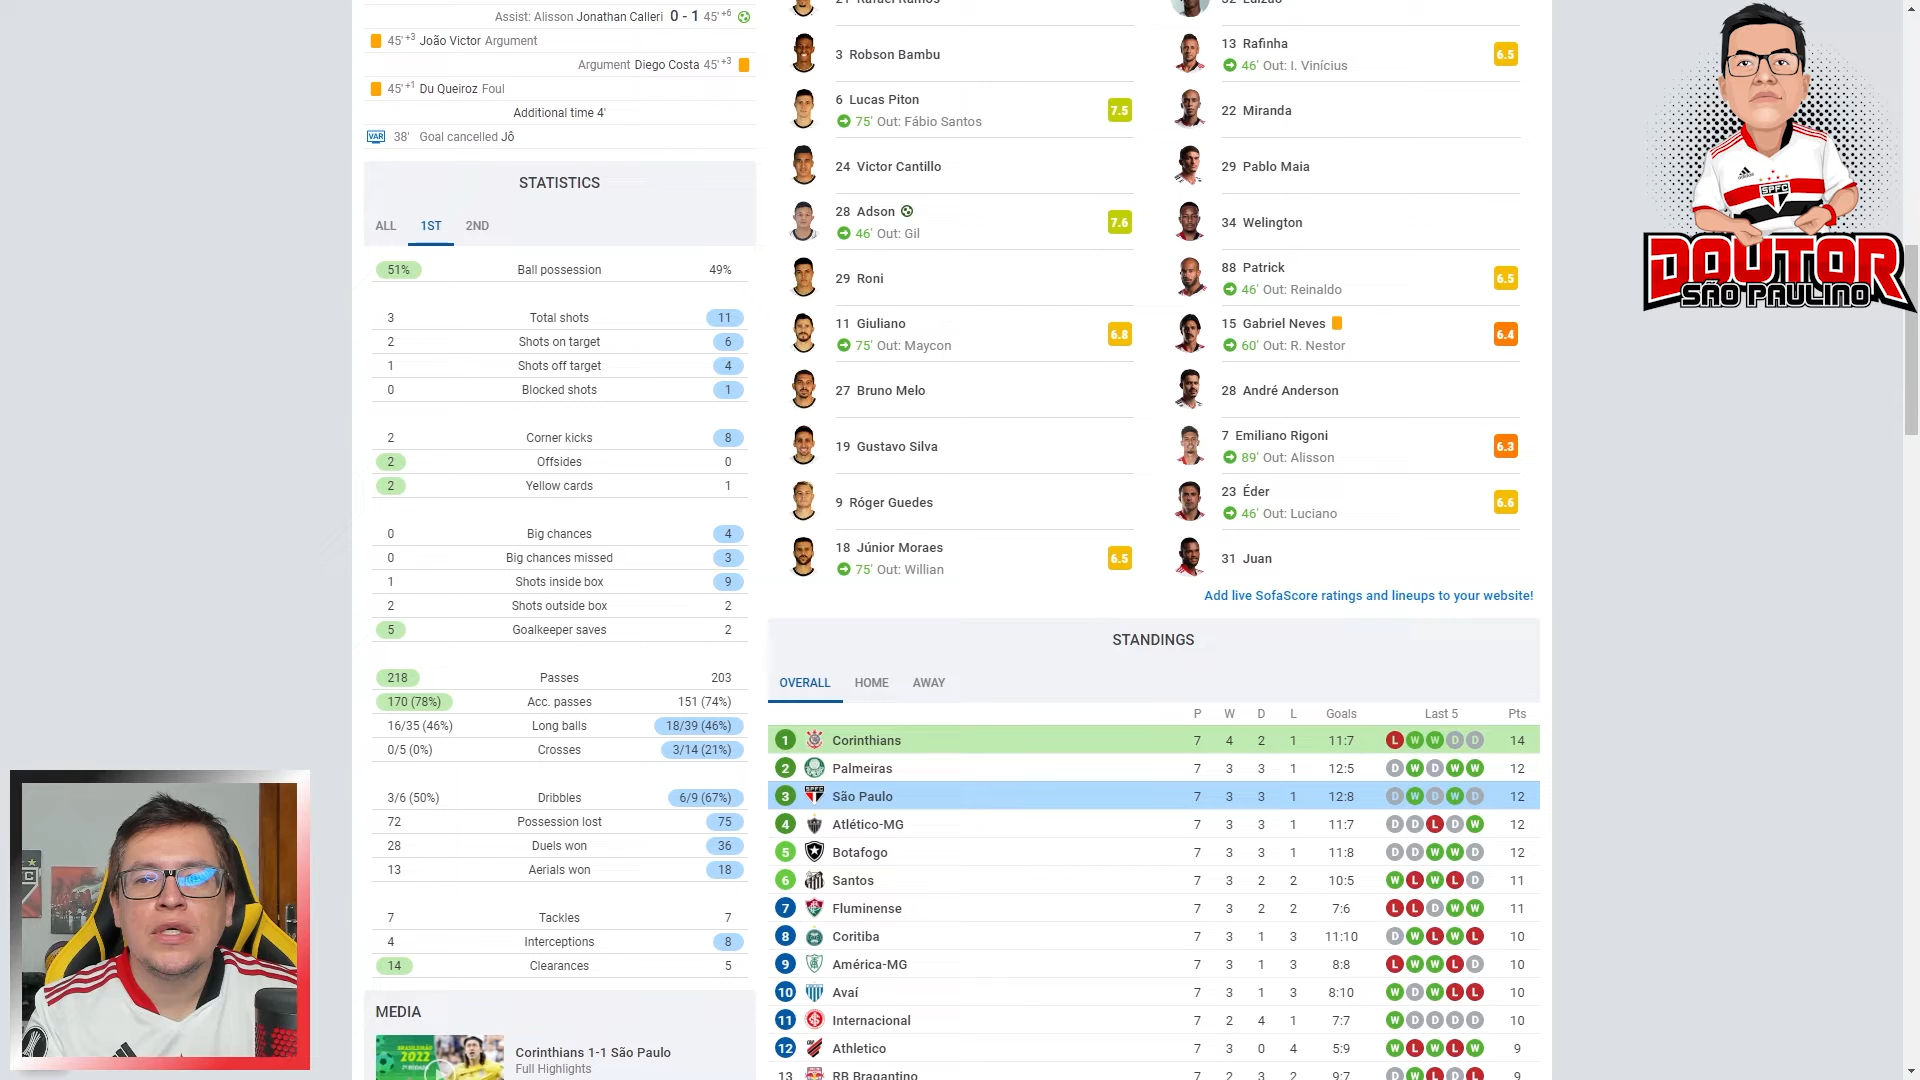 Assist: Alisson Jonathan Calleri 0 - 1 45'+6
45'+3 João Victor Argument
Argument Diego Costa 45'+3
45'+1 Du Queiroz Foul
Additional time 4'
VAR 38' Goal cancelled Jô
STATISTICS
ALL 1ST 2ND
51% Ball possession 49%
3 Total shots 11
2 Shots on target 6
1 Shots off target 4
0 Blocked shots 1
2 Corner kicks 8
2 Offsides 0
2 Yellow cards 1
0 Big chances 4
0 Big chances missed 3
1 Shots inside box 9
2 Shots outside box 2
5 Goalkeeper saves 2
218 Passes 203
170 (78%) Acc. passes 151 (74%)
16/35 (46%) Long balls 18/39 (46%)
0/5 (0%) Crosses 3/14 (21%)
3/6 (50%) Dribbles 6/9 (67%)
72 Possession lost 75
28 Duels won 36
13 Aerials won 18
7 Tackles 7
4 Interceptions 8
14 Clearances 5
MEDIA
BRASILEIRÃO
2022
Corinthians 1-1 São Paulo
Full Highlights
21 Rafael Ramos
3 Robson Bambu
6 Lucas Piton
75' Out: Fábio Santos
7.5
24 Victor Cantillo
28 Adson
46' Out: Gil
7.6
29 Roni
11 Giuliano
75' Out: Maycon
6.8
27 Bruno Melo
19 Gustavo Silva
9 Róger Guedes
18 Júnior Moraes
75' Out: Willian
6.5
32 Luizão
13 Rafinha
46' Out: I. Vinícius
6.5
22 Miranda
29 Pablo Maia
34 Welington
88 Patrick
46' Out: Reinaldo
6.5
15 Gabriel Neves
60' Out: R. Nestor
6.4
28 André Anderson
7 Emiliano Rigoni
89' Out: Alisson
6.3
23 Éder
46' Out: Luciano
6.6
31 Juan
Add live SofaScore ratings and lineups to your website!
STANDINGS
OVERALL HOME AWAY
P W D L Goals Last 5 Pts
1 Corinthians 7 4 2 1 11:7 L W W D D 14
2 Palmeiras 7 3 3 1 12:5 D W D W W 12
3 São Paulo 7 3 3 1 12:8 D W D W D 12
4 Atlético-MG 7 3 3 1 11:7 D D L D W 12
5 Botafogo 7 3 3 1 11:8 D D W W D 12
6 Santos 7 3 2 2 10:5 W L W L D 11
7 Fluminense 7 3 2 2 7:6 L L D W W 11
8 Coritiba 7 3 1 3 11:10 D W L W L 10
9 América-MG 7 3 1 3 8:8 L W W L D 10
10 Avaí 7 3 1 3 8:10 W D W L L 10
11 Internacional 7 2 4 1 7:7 W D D D D 10
12 Athletico 7 3 0 4 5:9 W L W L W 9
13 RB Bragantino 7 2 3 2 9:7 D W L D L 9
SPFC
DOUTOR
SÃO PAULINO